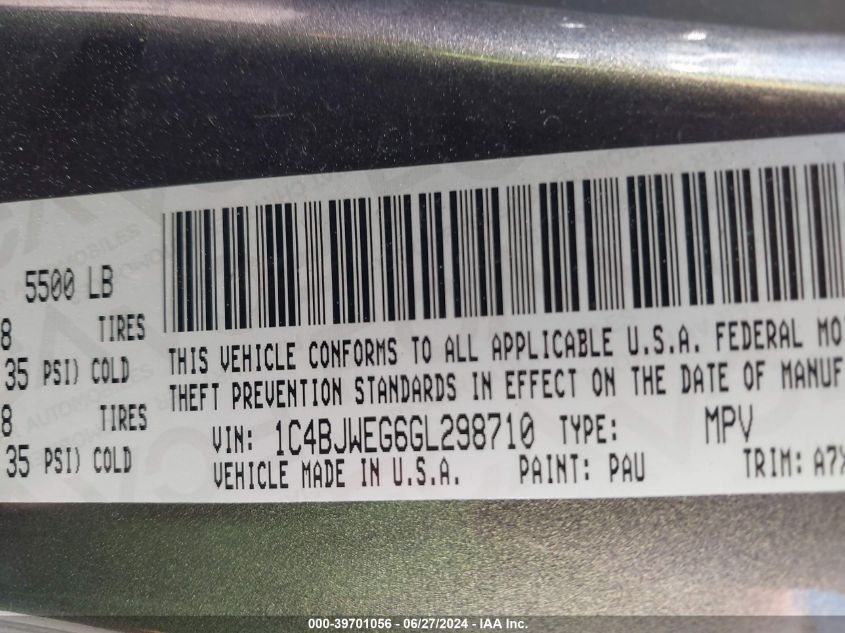 5500 LB
8 TIRES
35 PSI) COLD
8 TIRES
35 PSI) COLD
THIS VEHICLE CONFORMS TO ALL APPLICABLE U.S.A. FEDERAL MO
THEFT PREVENTION STANDARDS IN EFFECT ON THE DATE OF MANUF
VIN: 1C4BJWEG6GL298710 TYPE: MPV
VEHICLE MADE IN U.S.A. PAINT: PAU TRIM: A7X
000-39701056 / 06/27/2024 - IAA Inc.